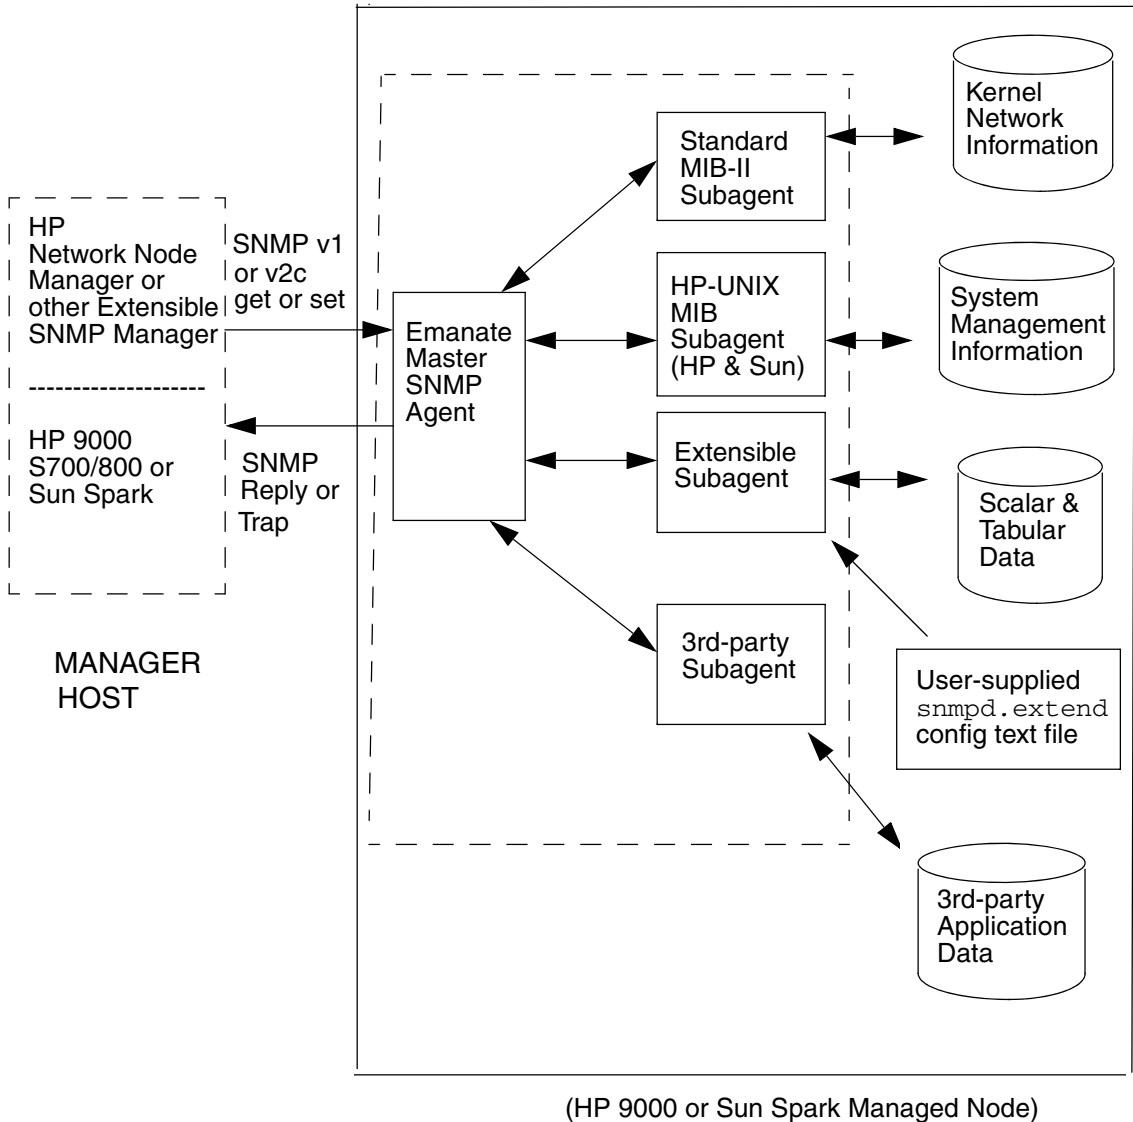 HP
Network Node
Manager or
other Extensible
SNMP Manager
--------------------
HP 9000
S700/800 or
Sun Spark
MANAGER
HOST
SNMP v1
or v2c
get or set
SNMP
Reply or
Trap
Emanate
Master
SNMP
Agent
Standard
MIB-II
Subagent
HP-UNIX
MIB
Subagent
(HP & Sun)
Extensible
Subagent
3rd-party
Subagent
Kernel
Network
Information
System
Management
Information
Scalar &
Tabular
Data
User-supplied
snmpd.extend
config text file
3rd-party
Application
Data
(HP 9000 or Sun Spark Managed Node)